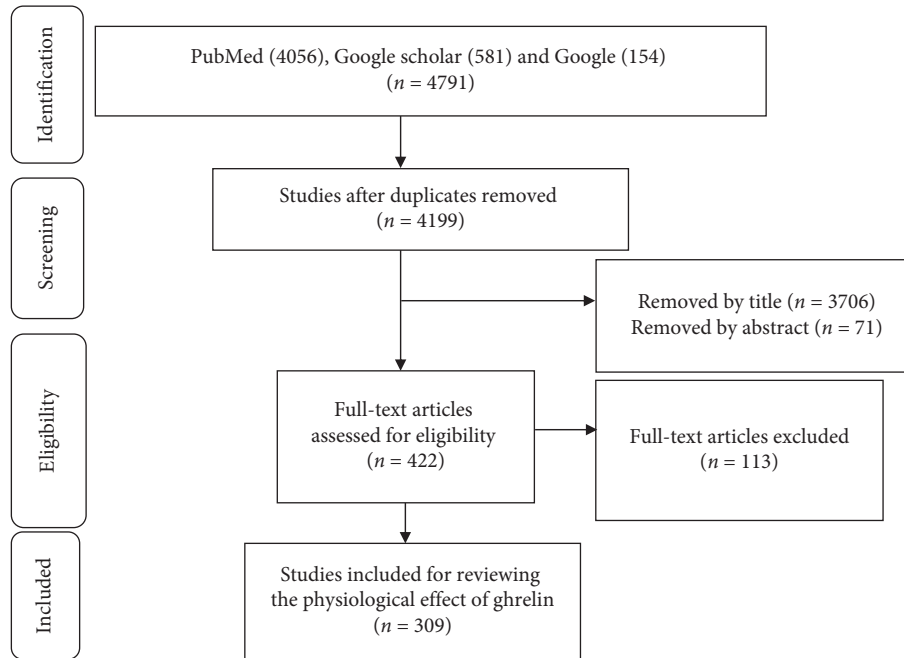 Identification
PubMed (4056), Google scholar (581) and Google (154)
(n = 4791)
Screening
Studies after duplicates removed
(n = 4199)
Removed by title (n = 3706)
Removed by abstract (n = 71)
Eligibility
Full-text articles
assessed for eligibility
(n = 422)
Full-text articles excluded
(n = 113)
Included
Studies included for reviewing
the physiological effect of ghrelin
(n = 309)